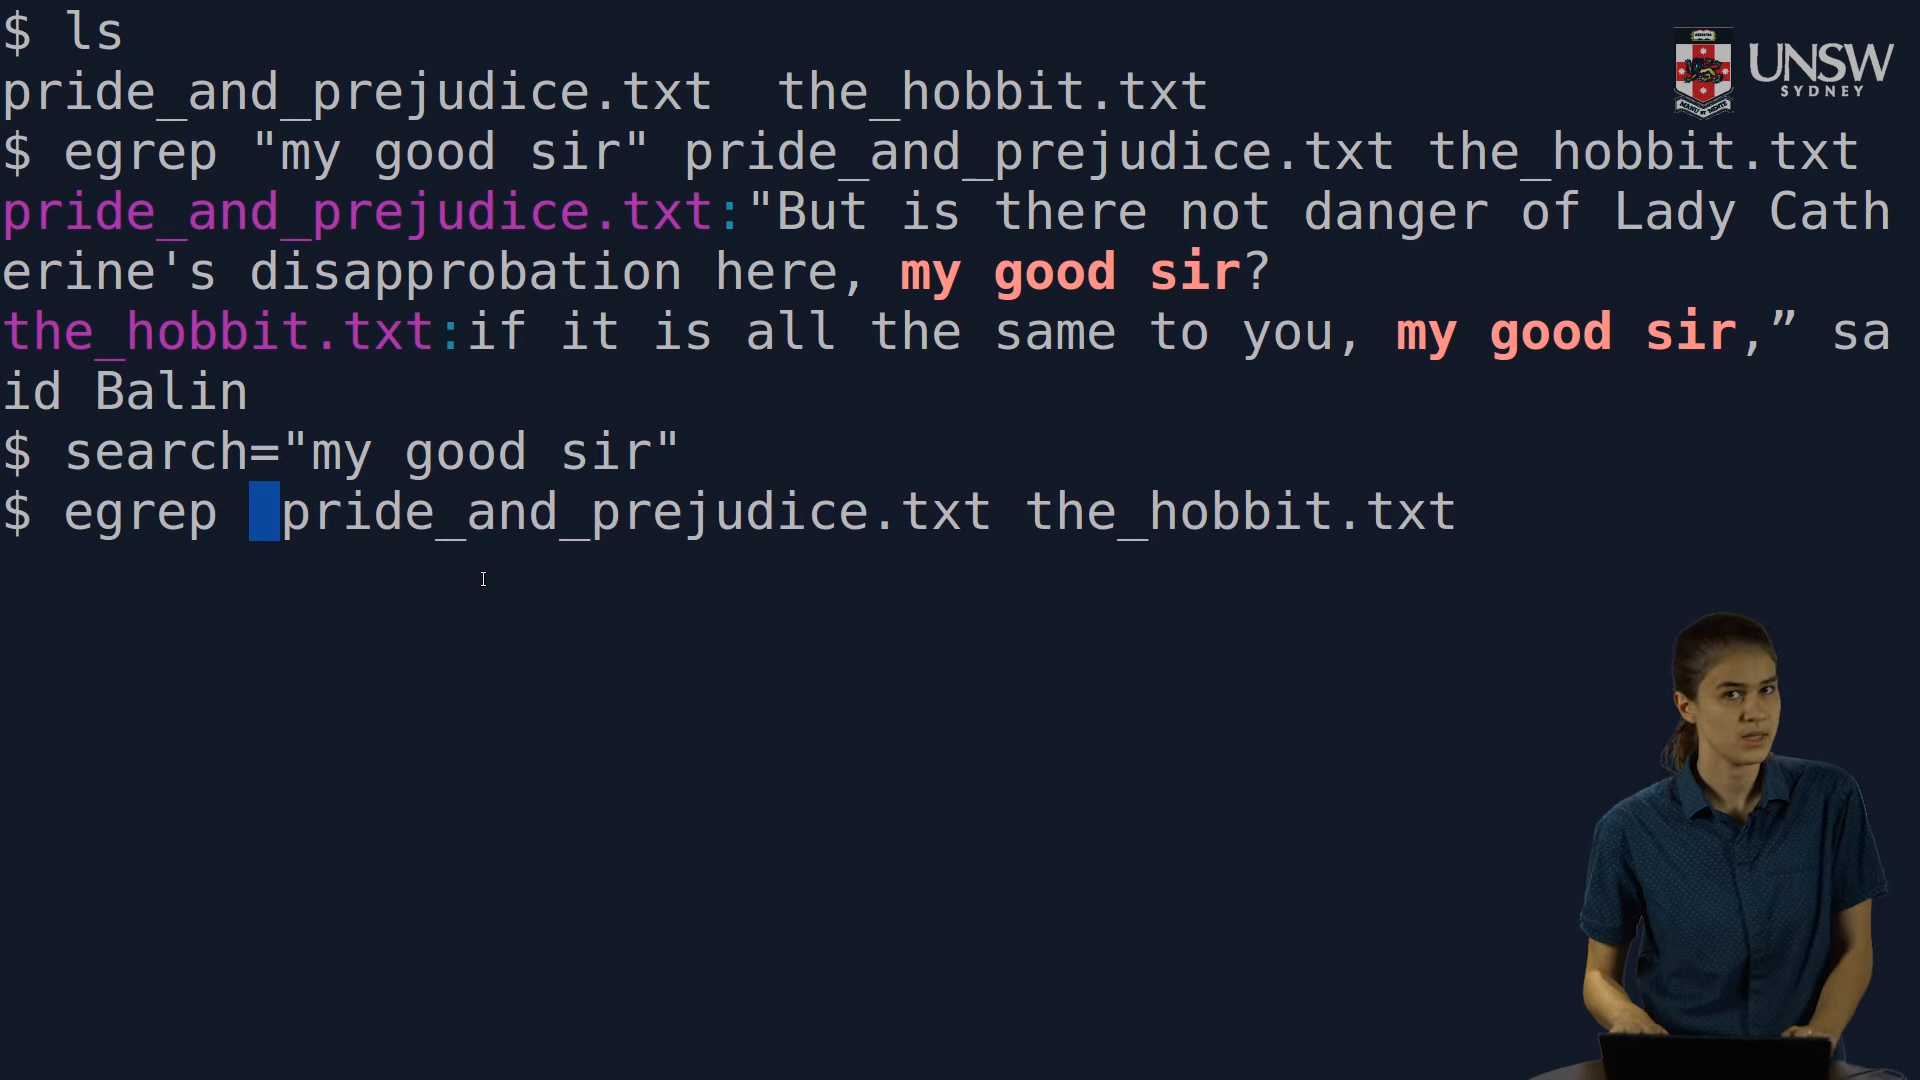 $ ls
pride_and_prejudice.txt  the_hobbit.txt
UNSW
SYDNEY
$ egrep "my good sir" pride_and_prejudice.txt the_hobbit.txt
pride_and_prejudice.txt:"But is there not danger of Lady Cath
erine's disapprobation here, my good sir?
the_hobbit.txt:if it is all the same to you, my good sir,” sa
id Balin
$ search="my good sir"
$ egrep  pride_and_prejudice.txt the_hobbit.txt